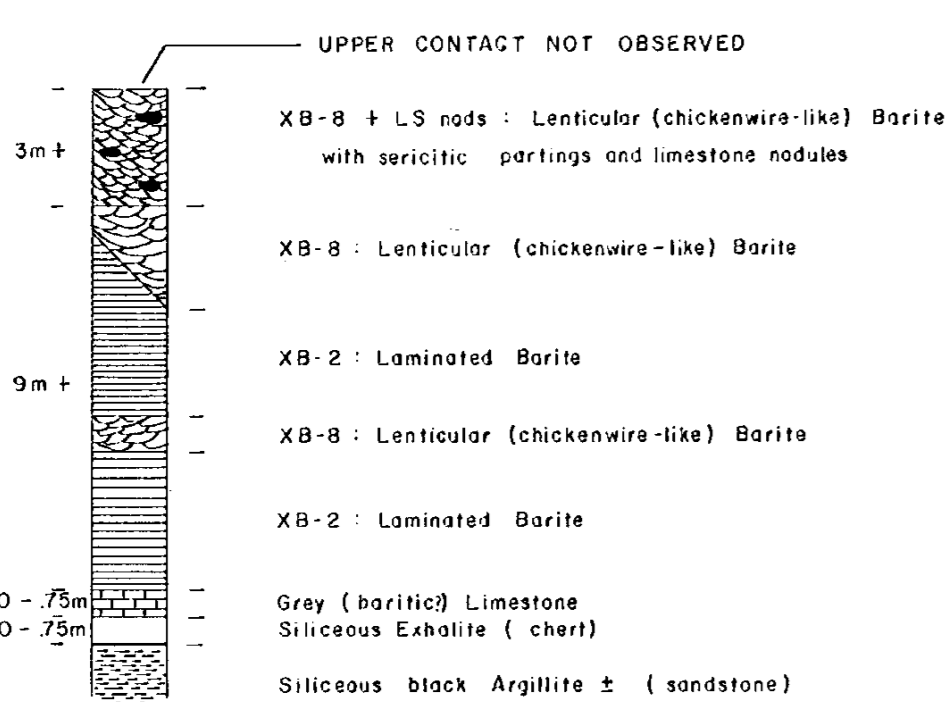 UPPER CONTACT NOT OBSERVED
3m +
XB-8 + LS nods : Lenticular (chickenwire-like) Barite
with sericitic partings and limestone nodules
XB-8 : Lenticular (chickenwire-like) Barite
XB-2 : Laminated Barite
9m +
XB-8 : Lenticular (chickenwire-like) Barite
XB-2 : Laminated Barite
0 - .75m
Grey (baritic?) Limestone
0 - .75m
Siliceous Exhalite ( chert)
Siliceous black Argillite ± ( sandstone)